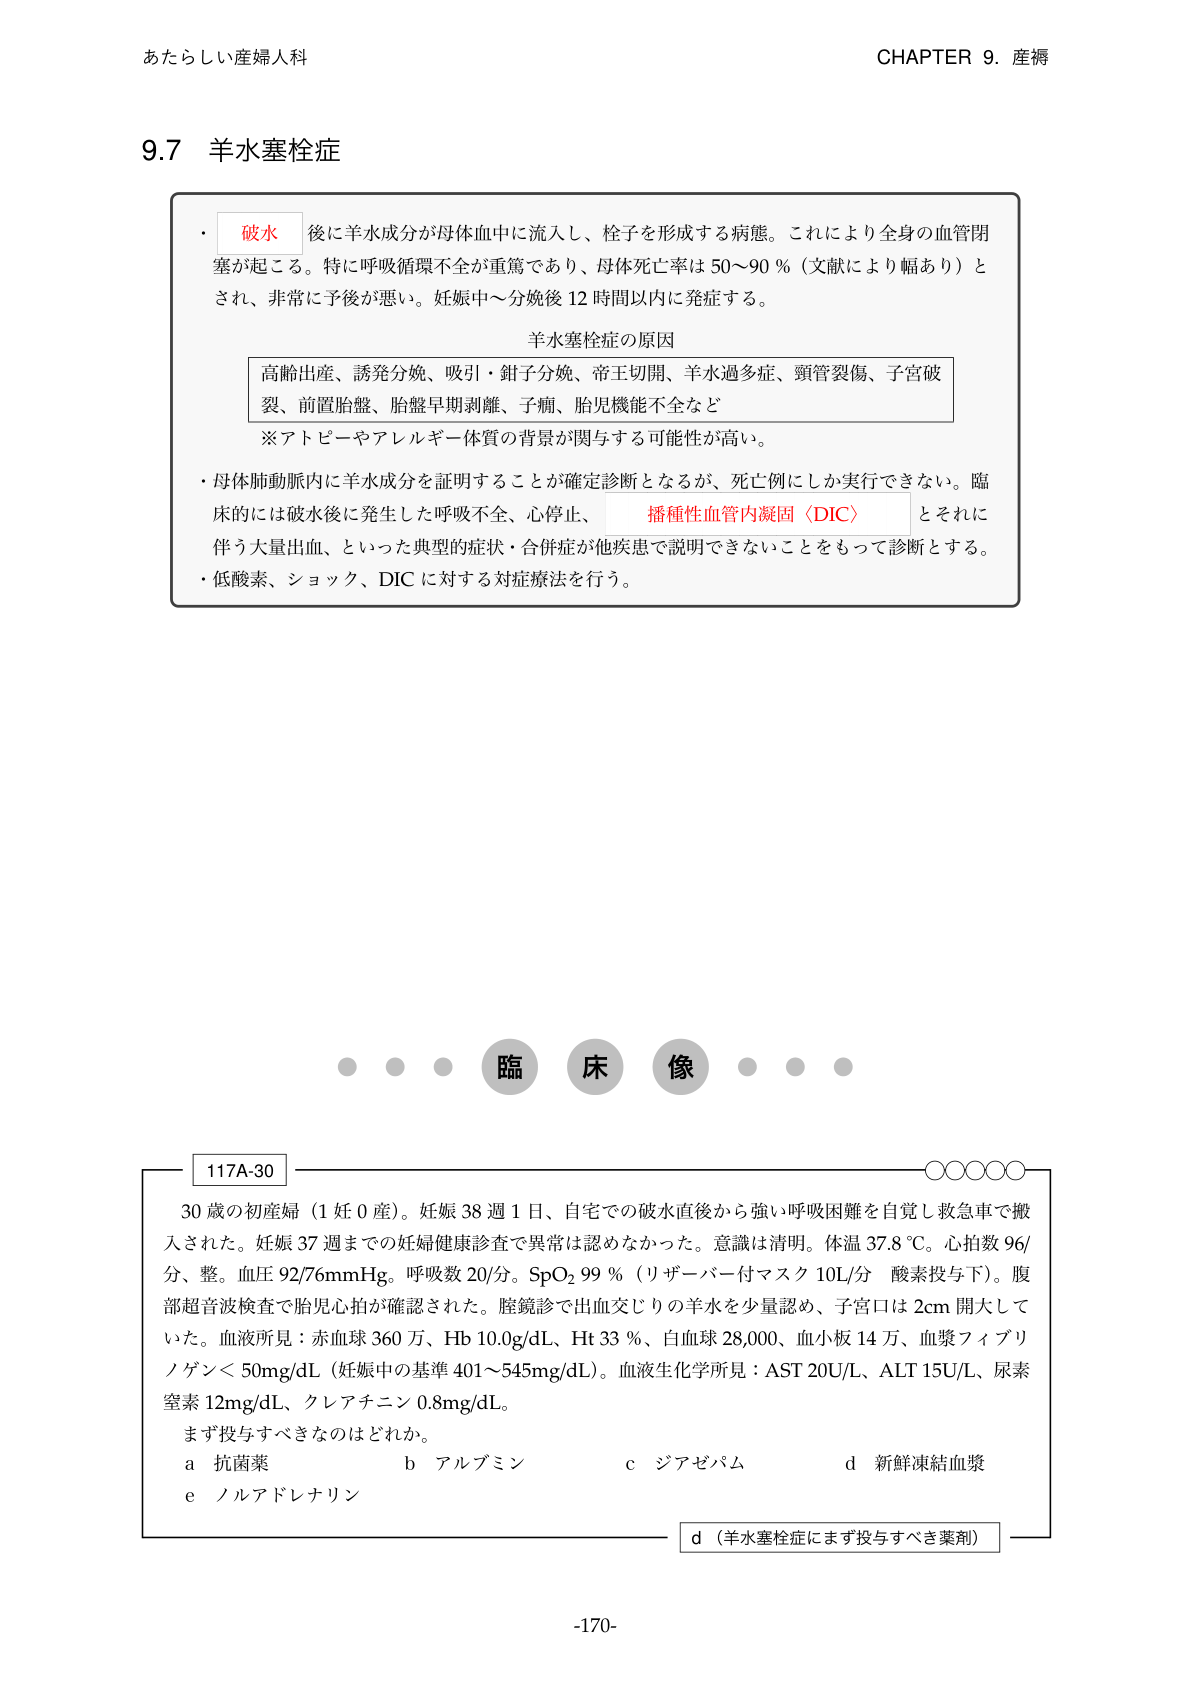 あたらしい産婦人科
CHAPTER 9. 産褥
9.7 羊水塞栓症
・ 破水 後に羊水成分が母体血中に流入し、栓子を形成する病態。これにより全身の血管閉
塞が起こる。特に呼吸循環不全が重篤であり、母体死亡率は 50〜90 %（文献により幅あり）と
され、非常に予後が悪い。妊娠中〜分娩後 12 時間以内に発症する。
羊水塞栓症の原因
高齢出産、誘発分娩、吸引・鉗子分娩、帝王切開、羊水過多症、頸管裂傷、子宮破
裂、前置胎盤、胎盤早期剥離、子癇、胎児機能不全など
※アトピーやアレルギー体質の背景が関与する可能性が高い。
・母体肺動脈内に羊水成分を証明することが確定診断となるが、死亡例にしか実行できない。臨
床的には破水後に発生した呼吸不全、心停止、 播種性血管内凝固〈DIC〉 とそれに
伴う大量出血、といった典型的症状・合併症が他疾患で説明できないことをもって診断とする。
・低酸素、ショック、DIC に対する対症療法を行う。
臨 床 像
117A-30
30 歳の初産婦（1 妊 0 産）。妊娠 38 週 1 日、自宅での破水直後から強い呼吸困難を自覚し救急車で搬
入された。妊娠 37 週までの妊婦健康診査で異常は認めなかった。意識は清明。体温 37.8 ℃。心拍数 96/
分、整。血圧 92/76mmHg。呼吸数 20/分。SpO₂ 99 %（リザーバー付マスク 10L/分 酸素投与下）。腹
部超音波検査で胎児心拍が確認された。腟鏡診で出血交じりの羊水を少量認め、子宮口は 2cm 開大して
いた。血液所見：赤血球 360 万、Hb 10.0g/dL、Ht 33 %、白血球 28,000、血小板 14 万、血漿フィブリ
ノゲン＜ 50mg/dL（妊娠中の基準 401〜545mg/dL）。血液生化学所見：AST 20U/L、ALT 15U/L、尿素
窒素 12mg/dL、クレアチニン 0.8mg/dL。
まず投与すべきなのはどれか。
a 抗菌薬 b アルブミン c ジアゼパム d 新鮮凍結血漿
e ノルアドレナリン
d （羊水塞栓症にまず投与すべき薬剤）
-170-